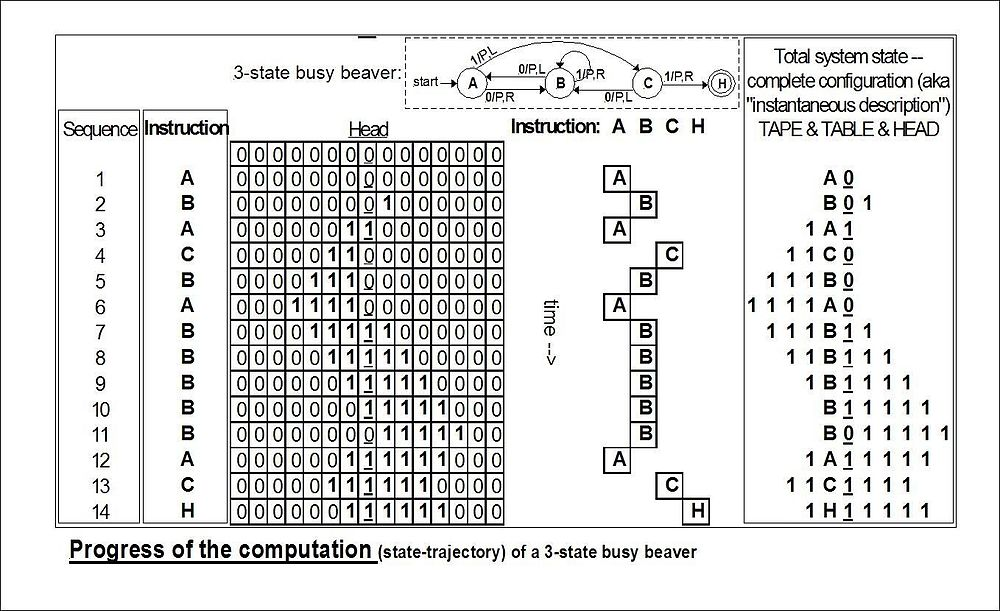 3-state busy beaver:
start
A
B
C
H
1/P,L
0/P,L
0/P,R
1/P,R
0/P,L
1/P,R
Total system state --
complete configuration (aka
"instantaneous description")
TAPE & TABLE & HEAD
Sequence Instruction Head Instruction: A B C H
0 0 0 0 0 0 0 0 0 0 0 0 0 0 0
1 A 0 0 0 0 0 0 0 0 0 0 0 0 0 0 0 A A 0
2 B 0 0 0 0 0 0 0 0 1 0 0 0 0 0 0 B B 0 1
3 A 0 0 0 0 0 0 1 1 0 0 0 0 0 0 0 A 1 A 1
4 C 0 0 0 0 0 1 1 0 0 0 0 0 0 0 0 C 1 1 C 0
5 B 0 0 0 0 1 1 1 0 0 0 0 0 0 0 0 B 1 1 1 B 0
6 A 0 0 0 1 1 1 1 0 0 0 0 0 0 0 0 A 1 1 1 1 A 0
7 B 0 0 0 0 1 1 1 1 1 0 0 0 0 0 0 B 1 1 1 B 1 1
8 B 0 0 0 0 0 1 1 1 1 1 0 0 0 0 0 B 1 1 B 1 1 1
9 B 0 0 0 0 0 0 1 1 1 1 1 0 0 0 0 B 1 B 1 1 1 1
10 B 0 0 0 0 0 0 0 1 1 1 1 1 0 0 0 B B 1 1 1 1 1
11 B 0 0 0 0 0 0 0 0 1 1 1 1 1 0 0 B B 0 1 1 1 1 1
12 A 0 0 0 0 0 0 1 1 1 1 1 1 0 0 0 A 1 A 1 1 1 1 1
13 C 0 0 0 0 0 1 1 1 1 1 1 0 0 0 0 C 1 1 C 1 1 1 1
14 H 0 0 0 0 0 0 1 1 1 1 1 1 0 0 0 H 1 H 1 1 1 1 1
time -->
Progress of the computation (state-trajectory) of a 3-state busy beaver